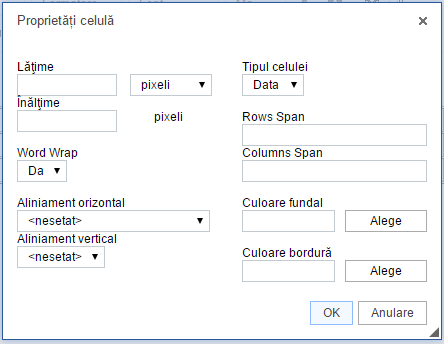 Proprietăți celulă
Lățime
pixeli
Înălțime
pixeli
Word Wrap
Da
Aliniament orizontal
<nesetat>
Aliniament vertical
<nesetat>
Tipul celulei
Data
Rows Span
Columns Span
Culoare fundal
Alege
Culoare bordură
Alege
OK Anulare